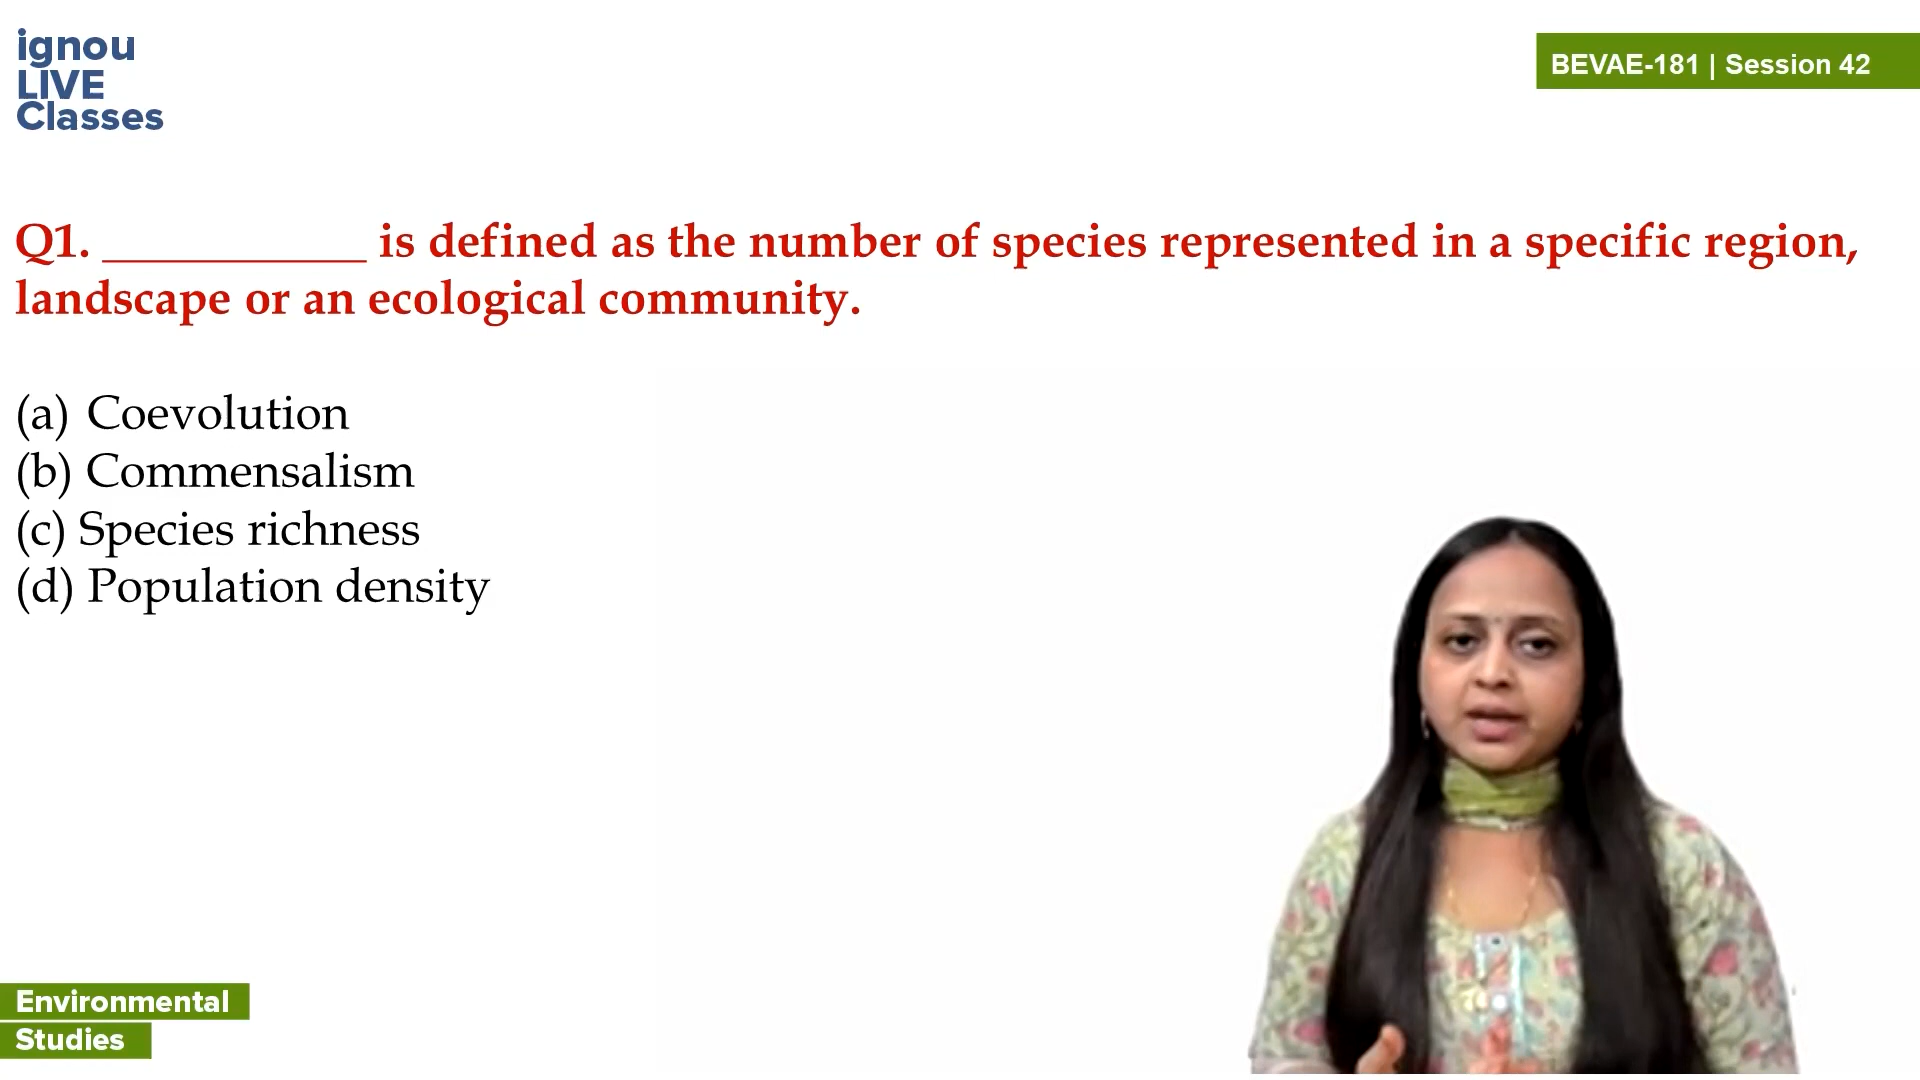 ignou
LIVE
Classes
BEVAE-181 | Session 42
Q1. ___________ is defined as the number of species represented in a specific region,
landscape or an ecological community.
(a) Coevolution
(b) Commensalism
(c) Species richness
(d) Population density
Environmental
Studies